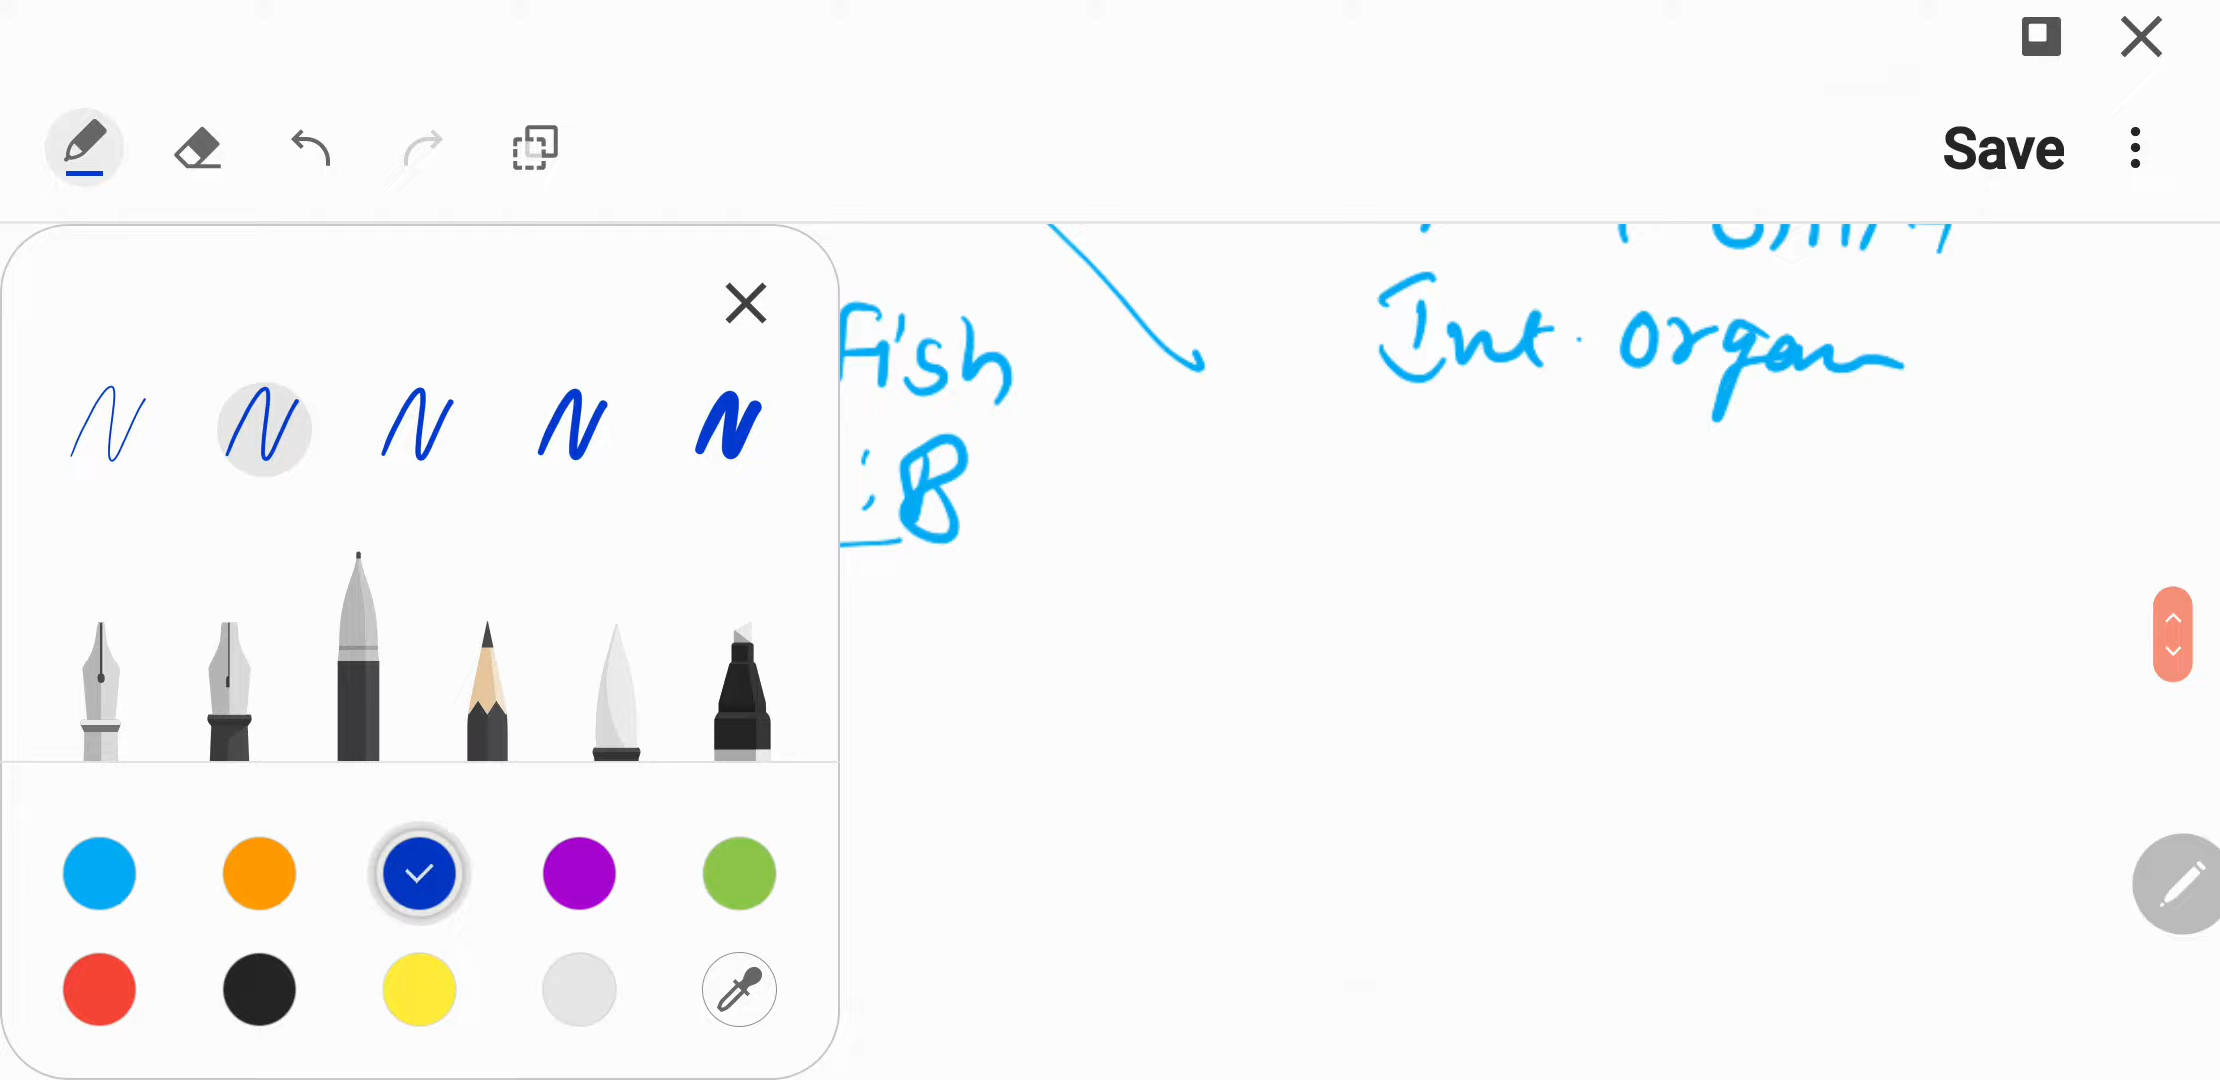 Save
Fish
Int. organ
:B